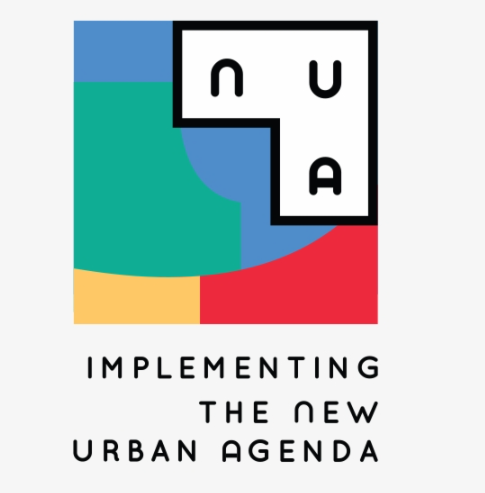 N U
A
IMPLEMENTING
THE NEW
URBAN AGENDA